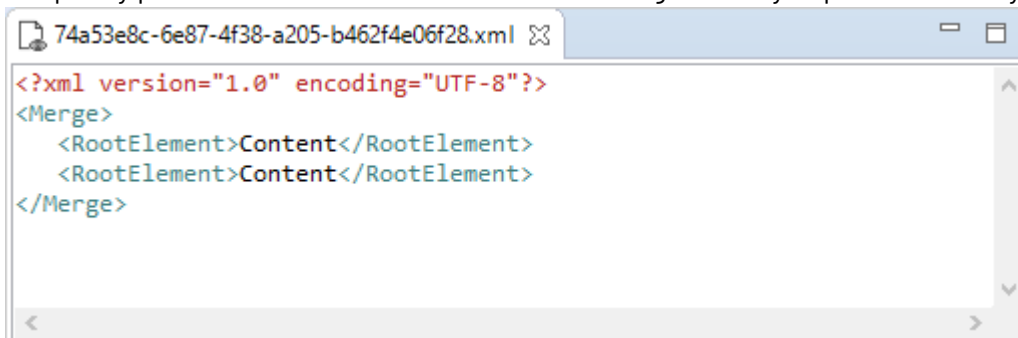 74a53e8c-6e87-4f38-a205-b462f4e06f28.xml
<?xml version="1.0" encoding="UTF-8"?>
<Merge>
   <RootElement>Content</RootElement>
   <RootElement>Content</RootElement>
</Merge>